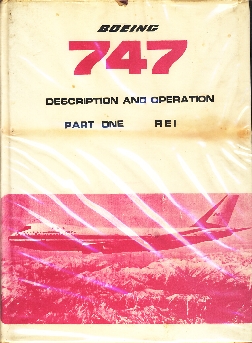 BOEING
747
DESCRIPTION AND OPERATION
PART ONE REI